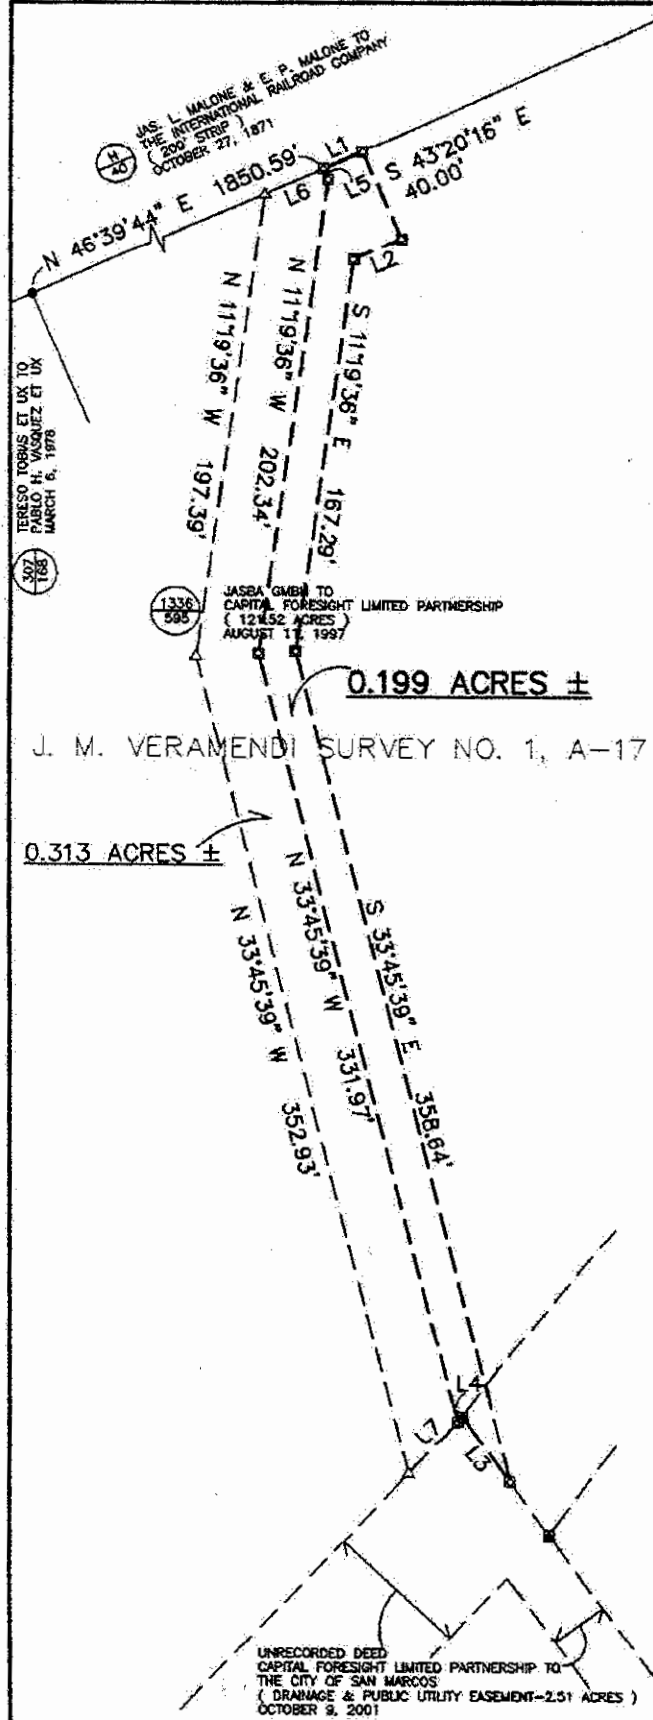 JAS. L. MALONE & E. P. MALONE TO
THE INTERNATIONAL RAILROAD COMPANY
( 200' STRIP )
OCTOBER 27, 1871
H
40
N 46°39'44" E 1850.59'
L1
L6
L5
S 43°20'16" E
40.00'
L2
N 11°19'36" W 197.39'
N 11°19'36" W 202.34'
S 11°19'36" E 167.29'
TERESO TOBIAS ET UX TO
PABLO H. VASQUEZ ET UX
MARCH 6, 1978
307
168
1336
595
JASBA GMBH TO
CAPITAL FORESIGHT LIMITED PARTNERSHIP
( 121.52 ACRES )
AUGUST 11, 1997
0.199 ACRES ±
J. M. VERAMENDI SURVEY NO. 1, A-17
0.313 ACRES ±
N 33°45'39" W 352.93'
N 33°45'39" W 331.97'
S 33°45'39" E 358.64'
L4
L7
L3
UNRECORDED DEED
CAPITAL FORESIGHT LIMITED PARTNERSHIP TO
THE CITY OF SAN MARCOS
( DRAINAGE & PUBLIC UTILITY EASEMENT-2.51 ACRES )
OCTOBER 9, 2001